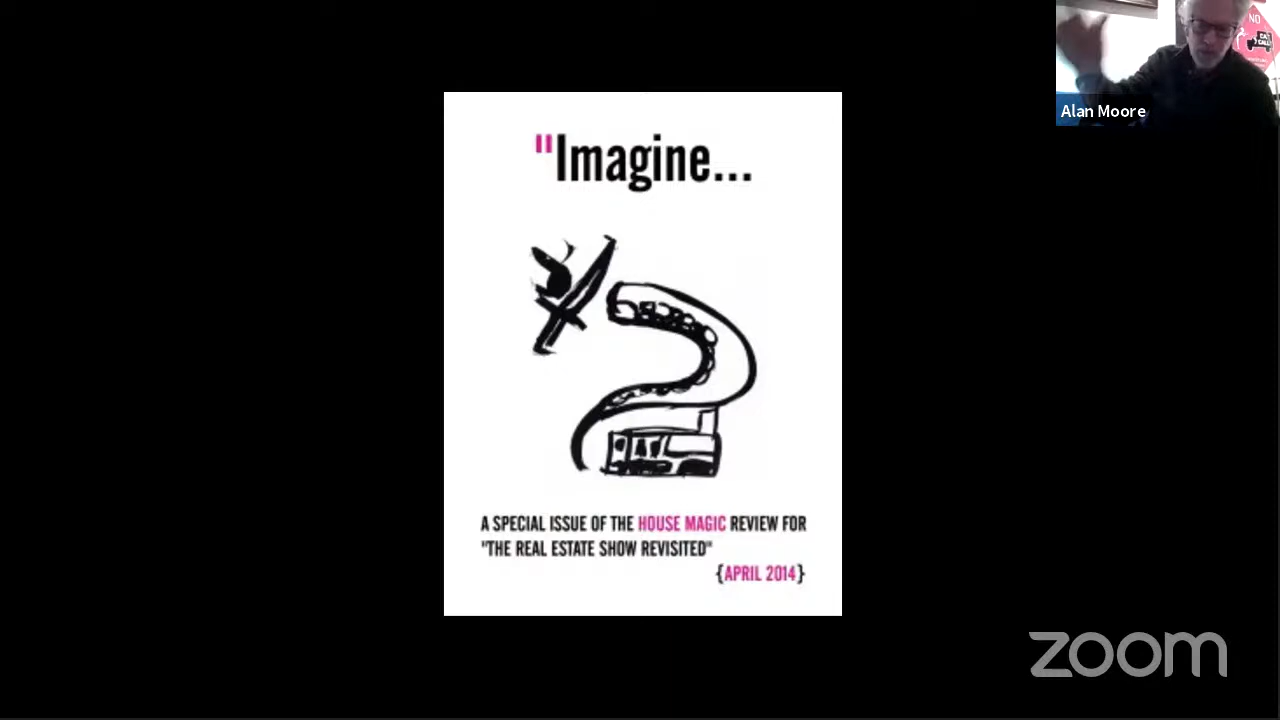 "Imagine...
A SPECIAL ISSUE OF THE HOUSE MAGIC REVIEW FOR
"THE REAL ESTATE SHOW REVISITED"
{APRIL 2014}
Alan Moore
NO
zoom